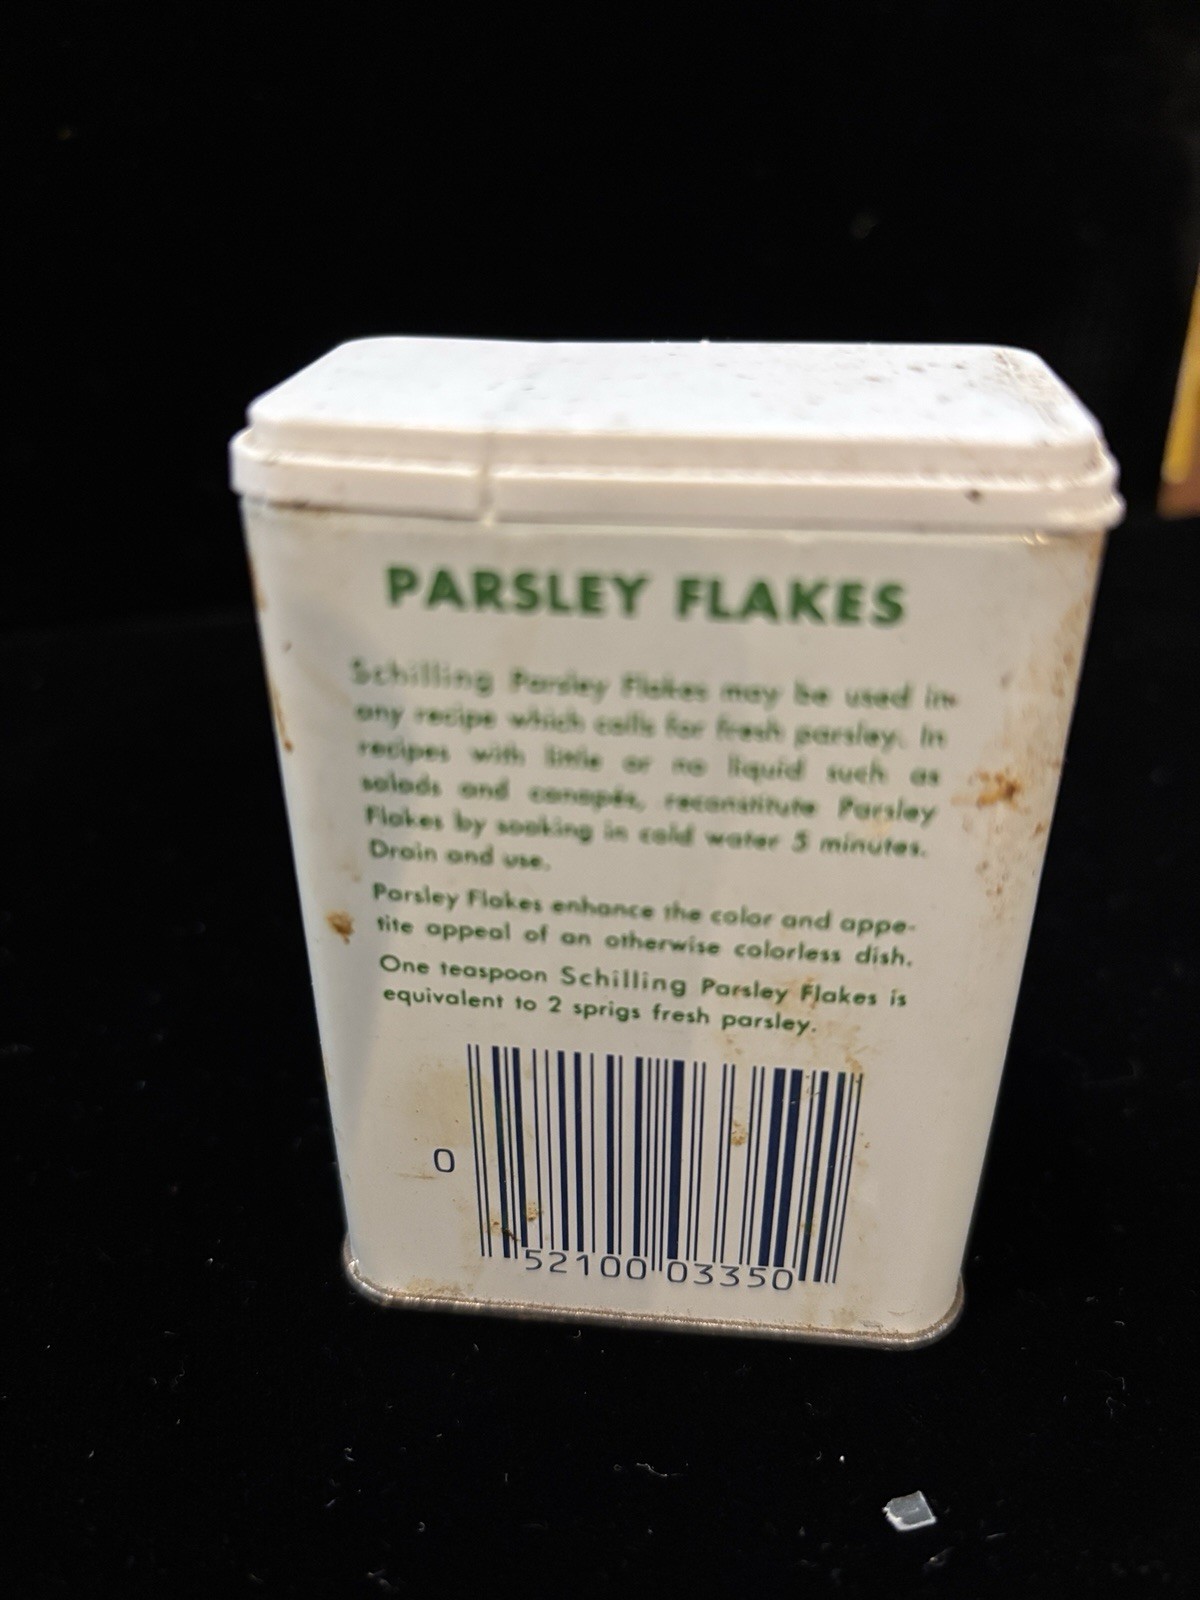 PARSLEY FLAKES
Schilling Parsley Flakes may be used in
any recipe which calls for fresh parsley. In
recipes with little or no liquid such as
salads and canapés, reconstitute Parsley
Flakes by soaking in cold water 5 minutes.
Drain and use.
Parsley Flakes enhance the color and appe-
tite appeal of an otherwise colorless dish.
One teaspoon Schilling Parsley Flakes is
equivalent to 2 sprigs fresh parsley.
0 52100 03350